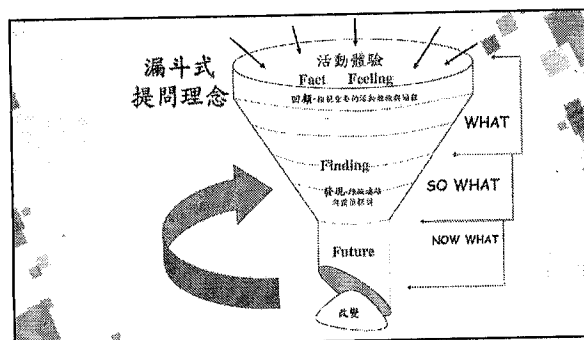 漏斗式
提問理念
活動體驗
Fact Feeling
回顧
Finding
發現
Future
改變
WHAT
SO WHAT
NOW WHAT